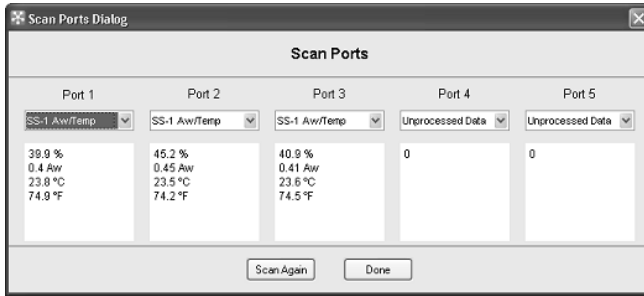 Scan Ports Dialog
Scan Ports
Port 1 Port 2 Port 3 Port 4 Port 5
SS-1 Aw/Temp SS-1 Aw/Temp SS-1 Aw/Temp Unprocessed Data Unprocessed Data
39.9 % 45.2 % 40.9 % 0 0
0.4 Aw 0.45 Aw 0.41 Aw
23.8 °C 23.5 °C 23.6 °C
74.9 °F 74.2 °F 74.5 °F
Scan Again Done